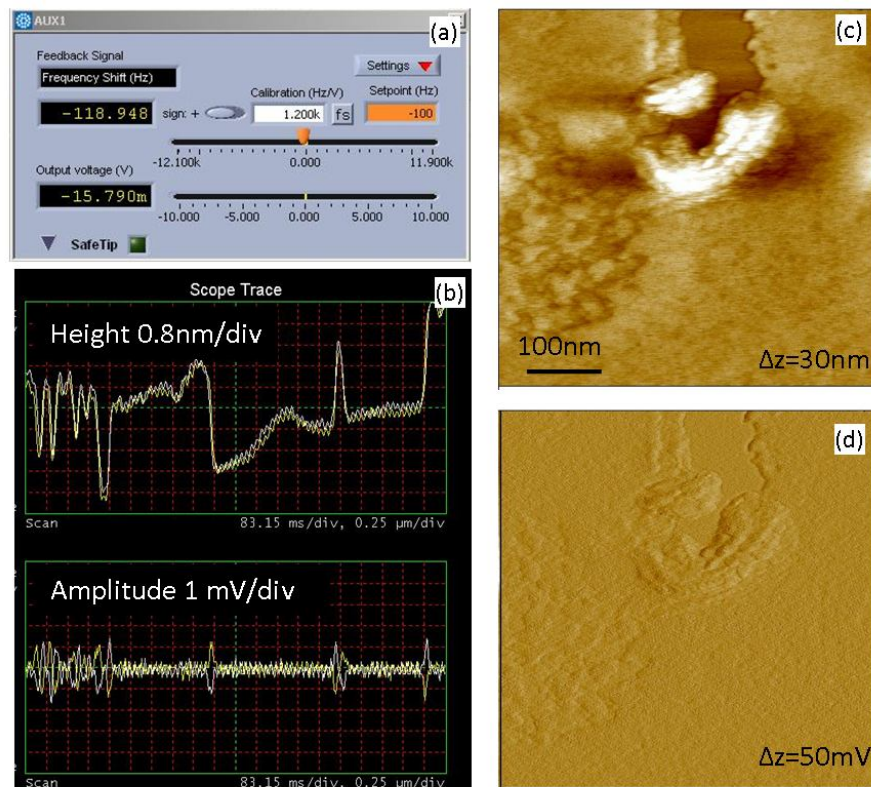 AUX1
(a)
Feedback Signal
Frequency Shift (Hz)
Settings
Calibration (Hz/V)
Setpoint (Hz)
-118.948
sign: +
1.200k
fs
-100
-12.100k
0.000
11.900k
Output voltage (V)
-15.790m
-10.000
-5.000
0.000
5.000
10.000
SafeTip
Scope Trace
(b)
Height 0.8nm/div
Scan
83.15 ms/div, 0.25 µm/div
Amplitude 1 mV/div
Scan
83.15 ms/div, 0.25 µm/div
(c)
100nm
Δz=30nm
(d)
Δz=50mV